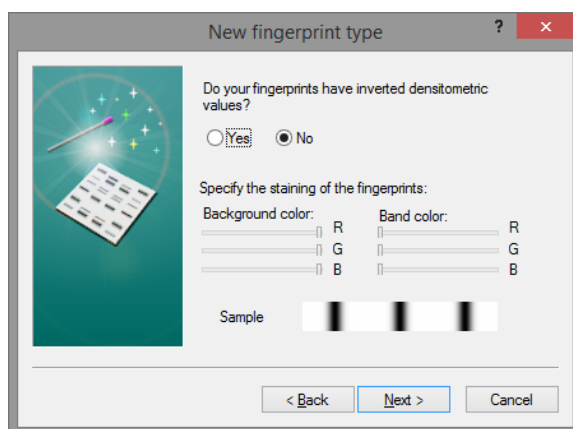 New fingerprint type
?
×
Do your fingerprints have inverted densitometric
values?
Yes No
Specify the staining of the fingerprints:
Background color: Band color:
R R
G G
B B
Sample
< Back Next > Cancel